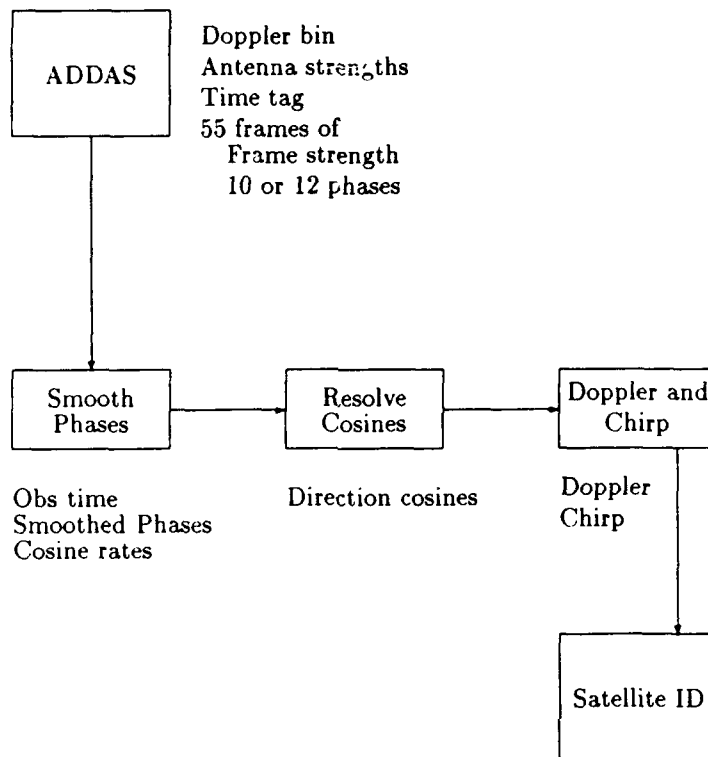 ADDAS
Doppler bin
Antenna strengths
Time tag
55 frames of
Frame strength
10 or 12 phases
Smooth
Phases
Resolve
Cosines
Doppler and
Chirp
Obs time
Smoothed Phases
Cosine rates
Direction cosines
Doppler
Chirp
Satellite ID